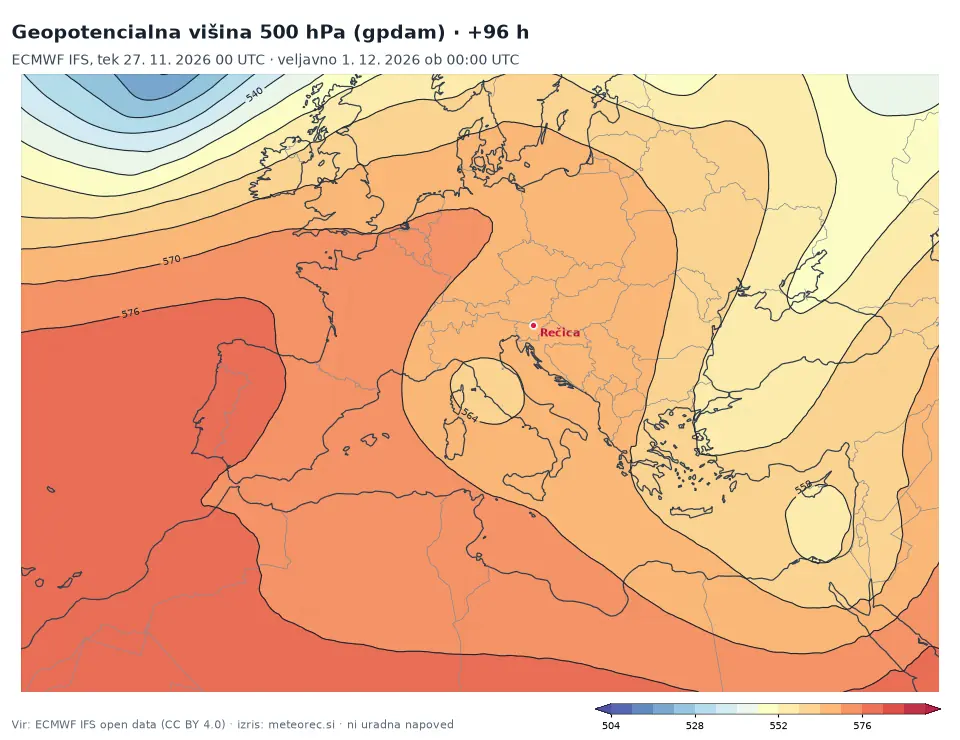 Geopotencialna višina 500 hPa (gpdam) · +96 h
ECMWF IFS, tek 27. 11. 2026 00 UTC · veljavno 1. 12. 2026 ob 00:00 UTC
540
570
576
Rečica
564
558
504 528 552 576
Vir: ECMWF IFS open data (CC BY 4.0) · izris: meteorec.si · ni uradna napoved